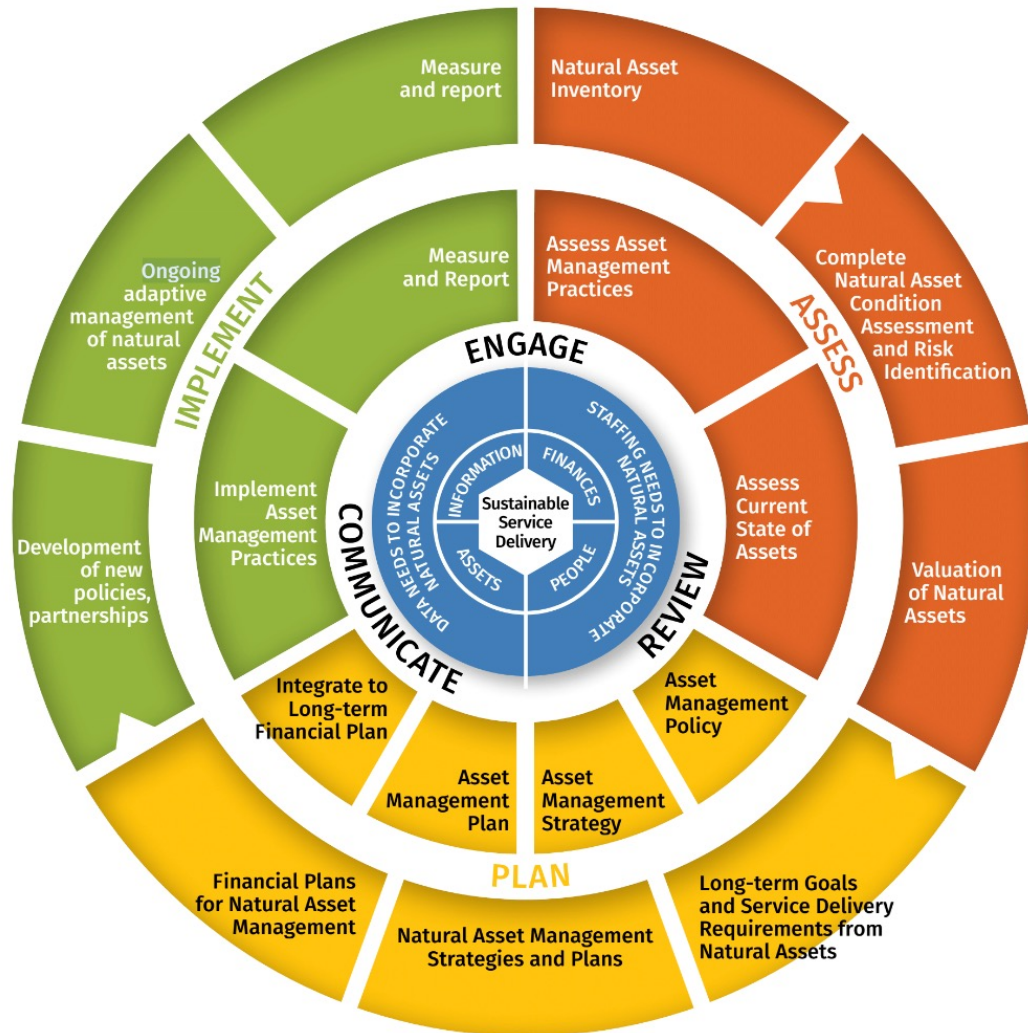 Measure
and report
Natural Asset
Inventory
Ongoing
adaptive
management
of natural
assets
IMPLEMENT
Measure
and Report
Assess Asset
Management
Practices
ASSESS
Complete
Natural Asset
Condition
Assessment
and Risk
Identification
ENGAGE
DATA NEEDS TO INCORPORATE
NATURAL ASSETS
STAFFING NEEDS TO INCORPORATE
NATURAL ASSETS
INFORMATION
FINANCES
Sustainable
Service
Delivery
ASSETS
PEOPLE
Implement
Asset
Management
Practices
Assess
Current
State of
Assets
Development
of new
policies,
partnerships
Valuation
of Natural
Assets
COMMUNICATE
REVIEW
Integrate to
Long-term
Financial Plan
Asset
Management
Plan
Asset
Management
Strategy
Asset
Management
Policy
PLAN
Financial Plans
for Natural Asset
Management
Natural Asset Management
Strategies and Plans
Long-term Goals
and Service Delivery
Requirements from
Natural Assets